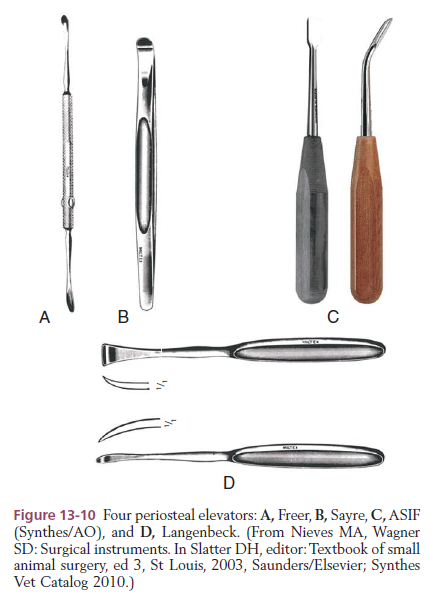 A
B
C
MILTEX
MILTEX
D
Figure 13-10 Four periosteal elevators: A, Freer, B, Sayre, C, ASIF
(Synthes/AO), and D, Langenbeck. (From Nieves MA, Wagner
SD: Surgical instruments. In Slatter DH, editor: Textbook of small
animal surgery, ed 3, St Louis, 2003, Saunders/Elsevier; Synthes
Vet Catalog 2010.)